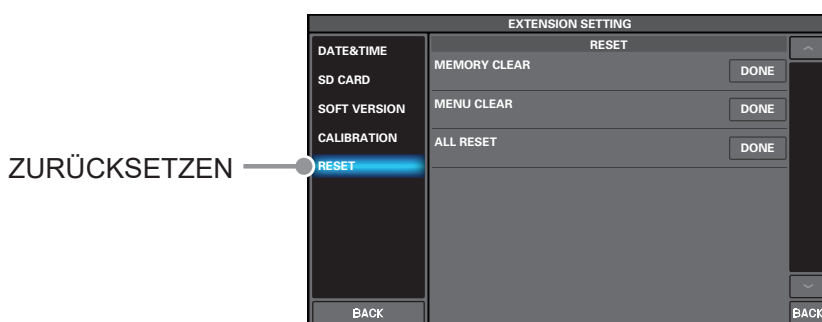 EXTENSION SETTING
DATE&TIME
SD CARD
SOFT VERSION
CALIBRATION
RESET
BACK
RESET
MEMORY CLEAR DONE
MENU CLEAR DONE
ALL RESET DONE
BACK
ZURÜCKSETZEN